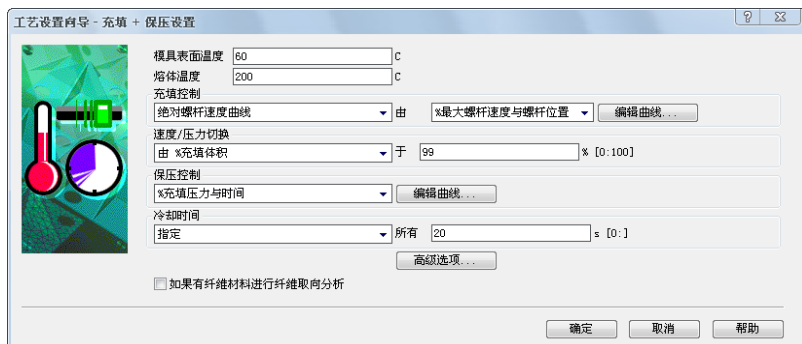 工艺设置向导 - 充填 + 保压设置
模具表面温度 60 C
熔体温度 200 C
充填控制
绝对螺杆速度曲线 由 %最大螺杆速度与螺杆位置 编辑曲线...
速度/压力切换
由 %充填体积 于 99 % [0:100]
保压控制
%充填压力与时间 编辑曲线...
冷却时间
指定 所有 20 s [0:]
高级选项...
如果有纤维材料进行纤维取向分析
确定 取消 帮助